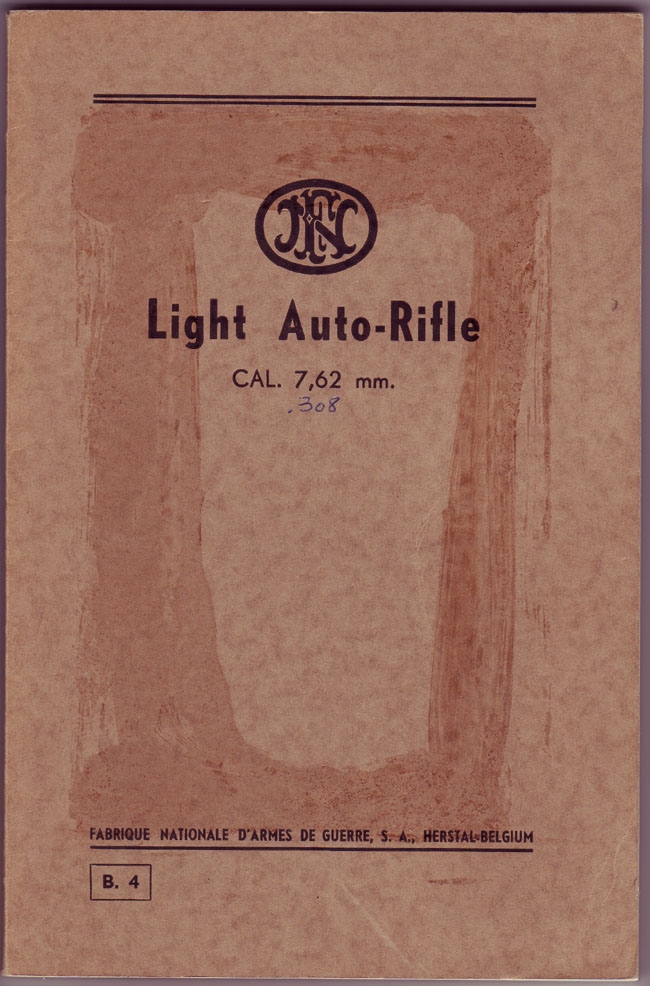 FN
Light Auto-Rifle
CAL. 7,62 mm.
.308
FABRIQUE NATIONALE D'ARMES DE GUERRE, S. A., HERSTAL-BELGIUM
B. 4